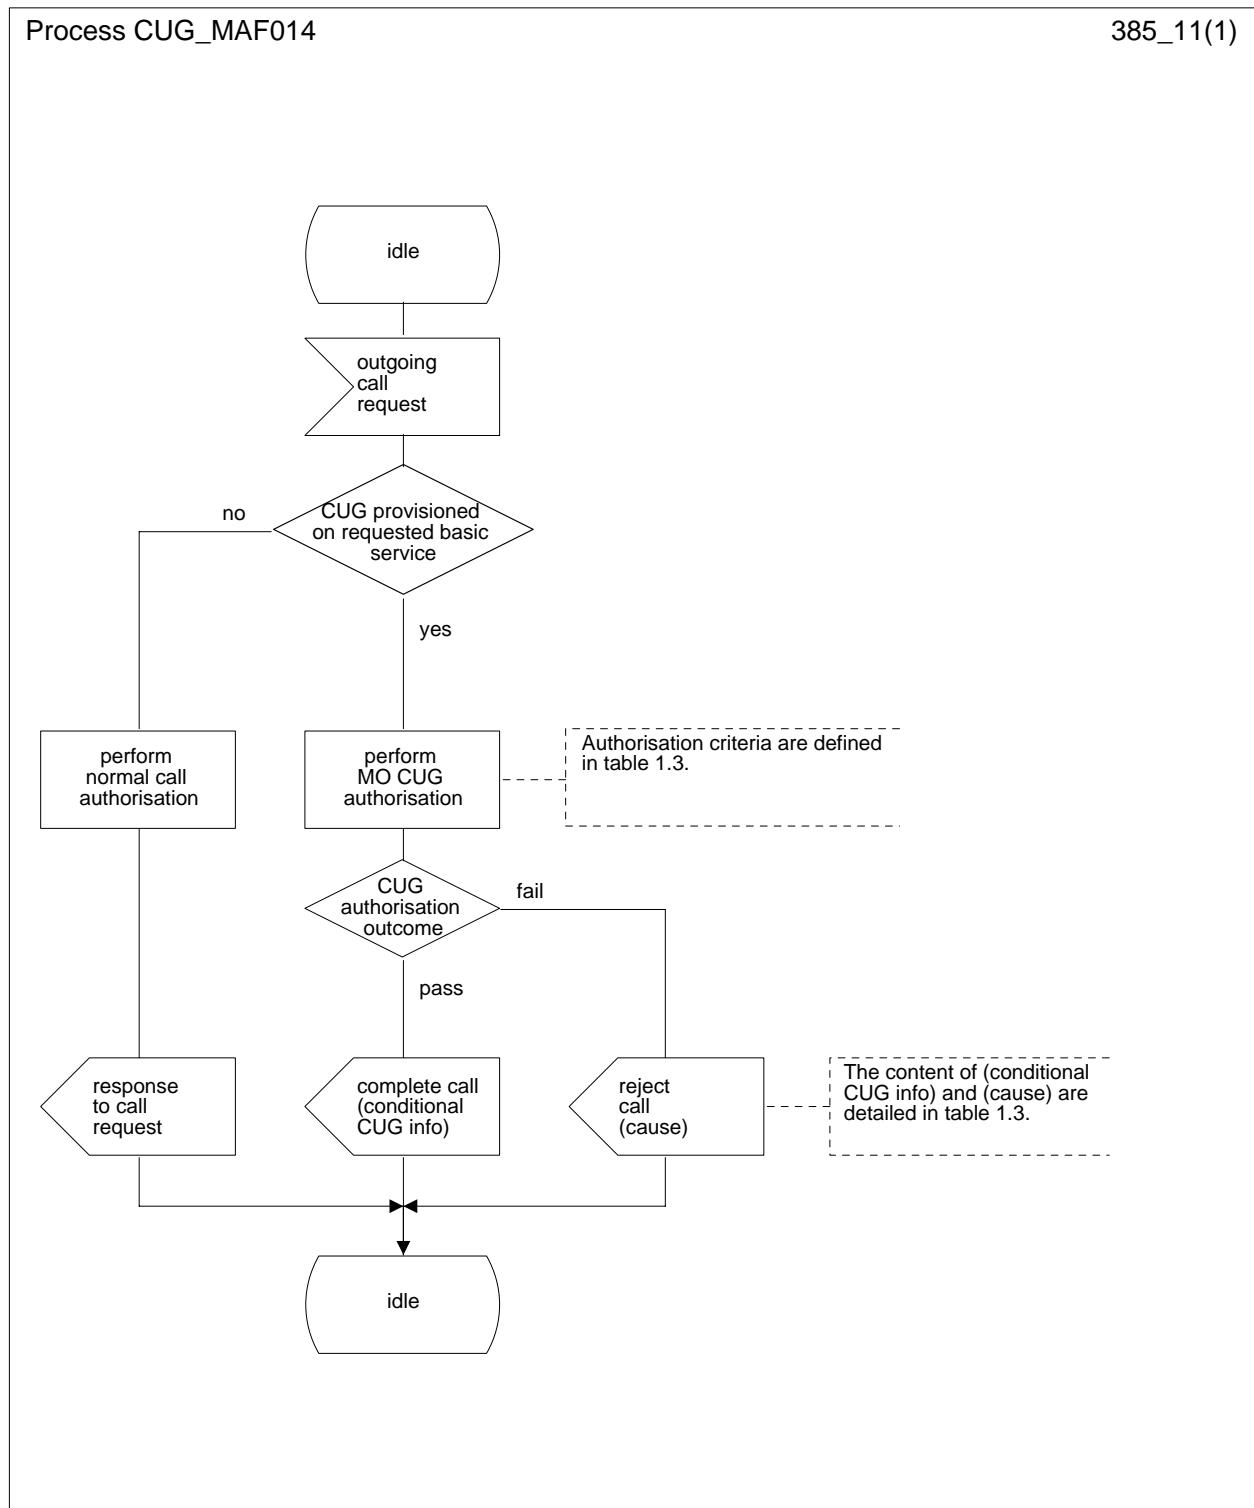 Process CUG_MAF014
385_11(1)
idle
outgoing
call
request
CUG provisioned
on requested basic
service
no
yes
perform
normal call
authorisation
perform
MO CUG
authorisation
Authorisation criteria are defined
in table 1.3.
CUG
authorisation
outcome
fail
pass
response
to call
request
complete call
(conditional
CUG info)
reject
call
(cause)
The content of (conditional
CUG info) and (cause) are
detailed in table 1.3.
idle